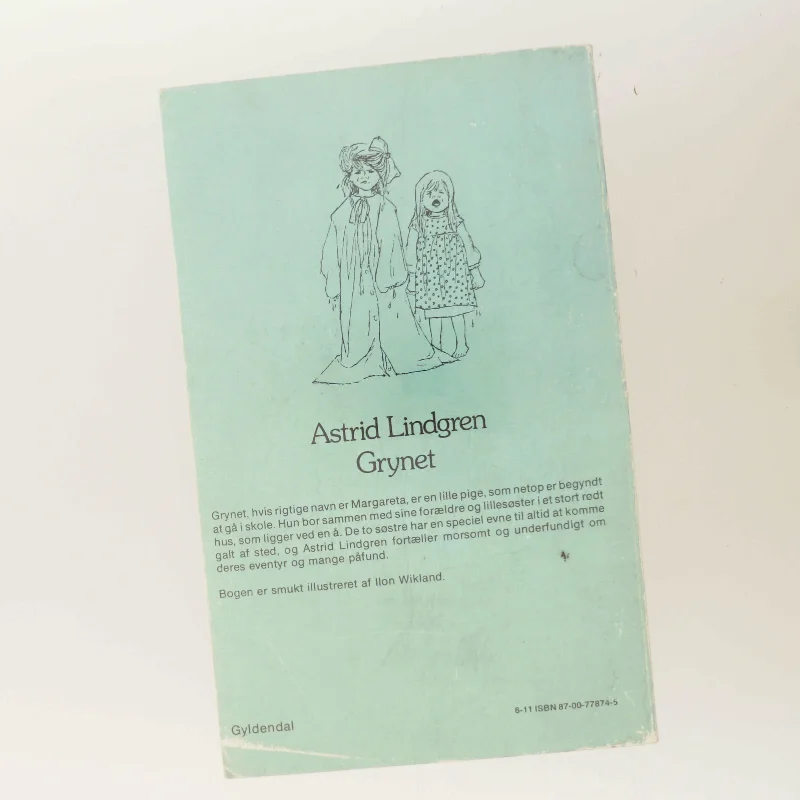 Astrid Lindgren
Grynet
Grynet, hvis rigtige navn er Margareta, er en lille pige, som netop er begyndt
at gå i skole. Hun bor sammen med sine forældre og lillesøster i et stort rødt
hus, som ligger ved en å. De to søstre har en speciel evne til altid at komme
galt af sted, og Astrid Lindgren fortæller morsomt og underfundigt om
deres eventyr og mange påfund.
Bogen er smukt illustreret af Ilon Wikland.
8-11 ISBN 87-00-77874-5
Gyldendal